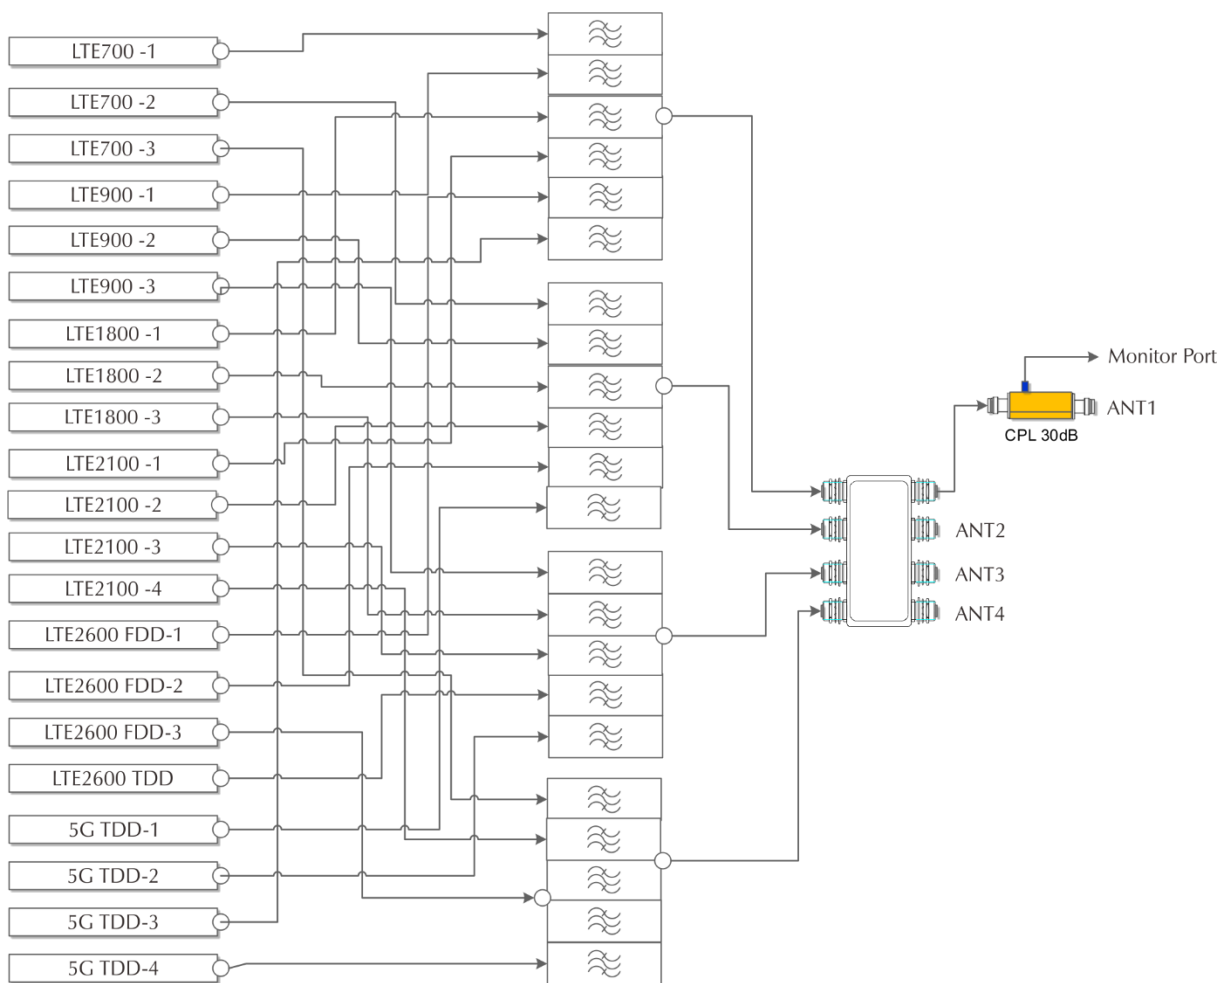 LTE700 -1
LTE700 -2
LTE700 -3
LTE900 -1
LTE900 -2
LTE900 -3
LTE1800 -1
LTE1800 -2
LTE1800 -3
LTE2100 -1
LTE2100 -2
LTE2100 -3
LTE2100 -4
LTE2600 FDD-1
LTE2600 FDD-2
LTE2600 FDD-3
LTE2600 TDD
5G TDD-1
5G TDD-2
5G TDD-3
5G TDD-4
Monitor Port
ANT1
CPL 30dB
ANT2
ANT3
ANT4